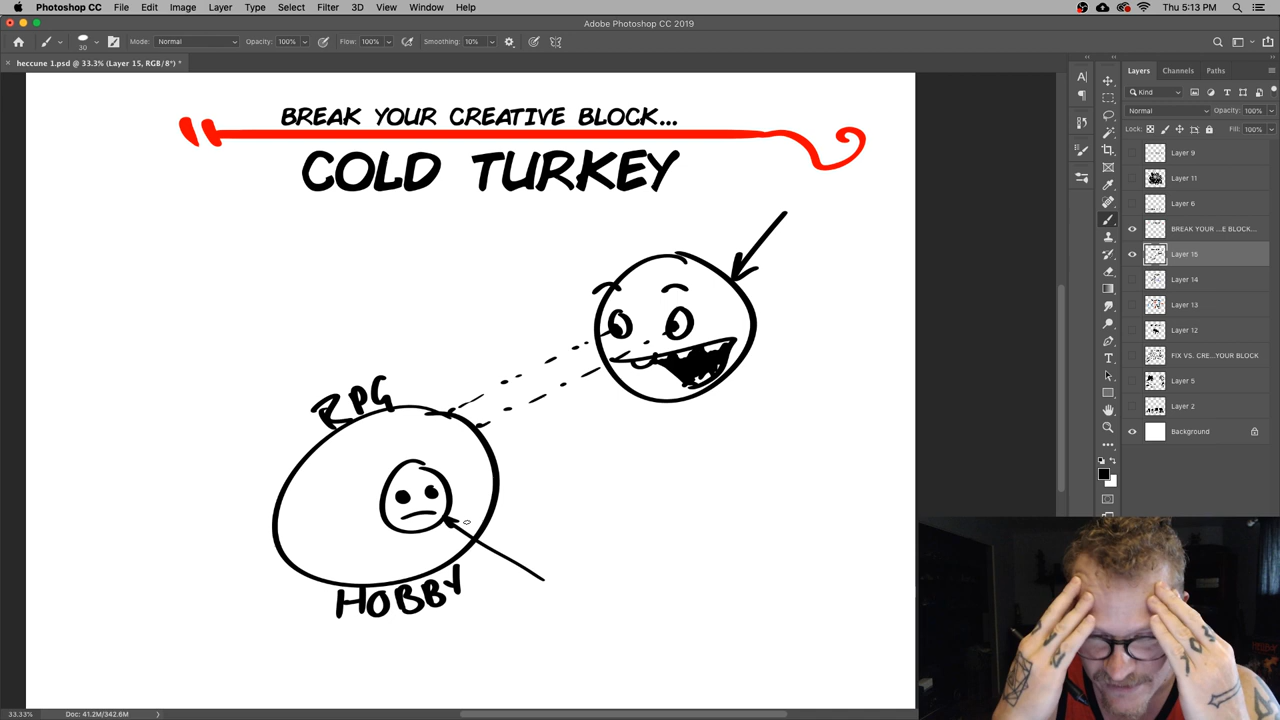 Photoshop CC File Edit Image Layer Type Select Filter 3D View Window Help Thu 5:13 PM
Adobe Photoshop CC 2019
30 Mode: Normal Opacity: 100% Flow: 100% Smoothing: 10%
heccune 1.psd @ 33.3% (Layer 15, RGB/8*) *
Layers Channels Paths
Kind
Normal Opacity: 100%
Lock: Fill: 100%
Layer 9
Layer 11
Layer 6
BREAK YOUR ...E BLOCK...
Layer 15
Layer 14
Layer 13
Layer 12
FIX VS. CRE...YOUR BLOCK
Layer 5
Layer 2
Background
BREAK YOUR CREATIVE BLOCK...
COLD TURKEY
RPG
HOBBY
33.33% Doc: 41.2M/342.6M